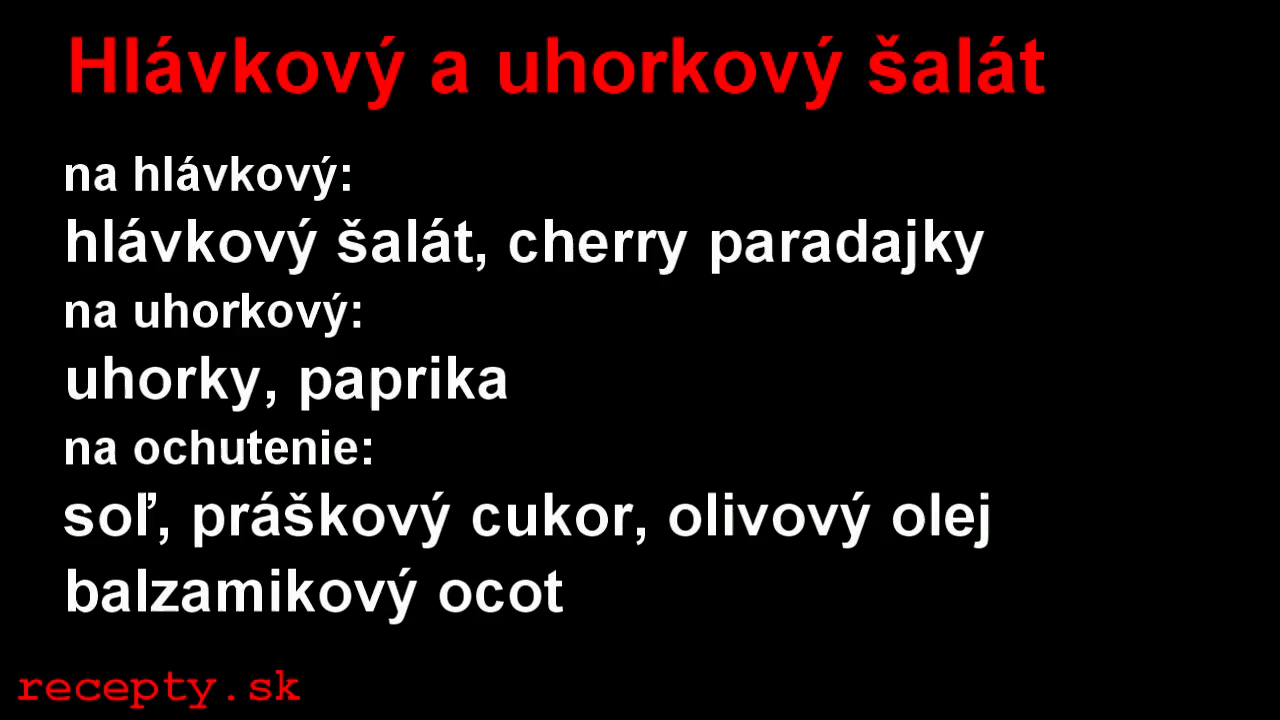 Hlávkový a uhorkový šalát
na hlávkový:
hlávkový šalát, cherry paradajky
na uhorkový:
uhorky, paprika
na ochutenie:
soľ, práškový cukor, olivový olej
balzamikový ocot
recepty.sk